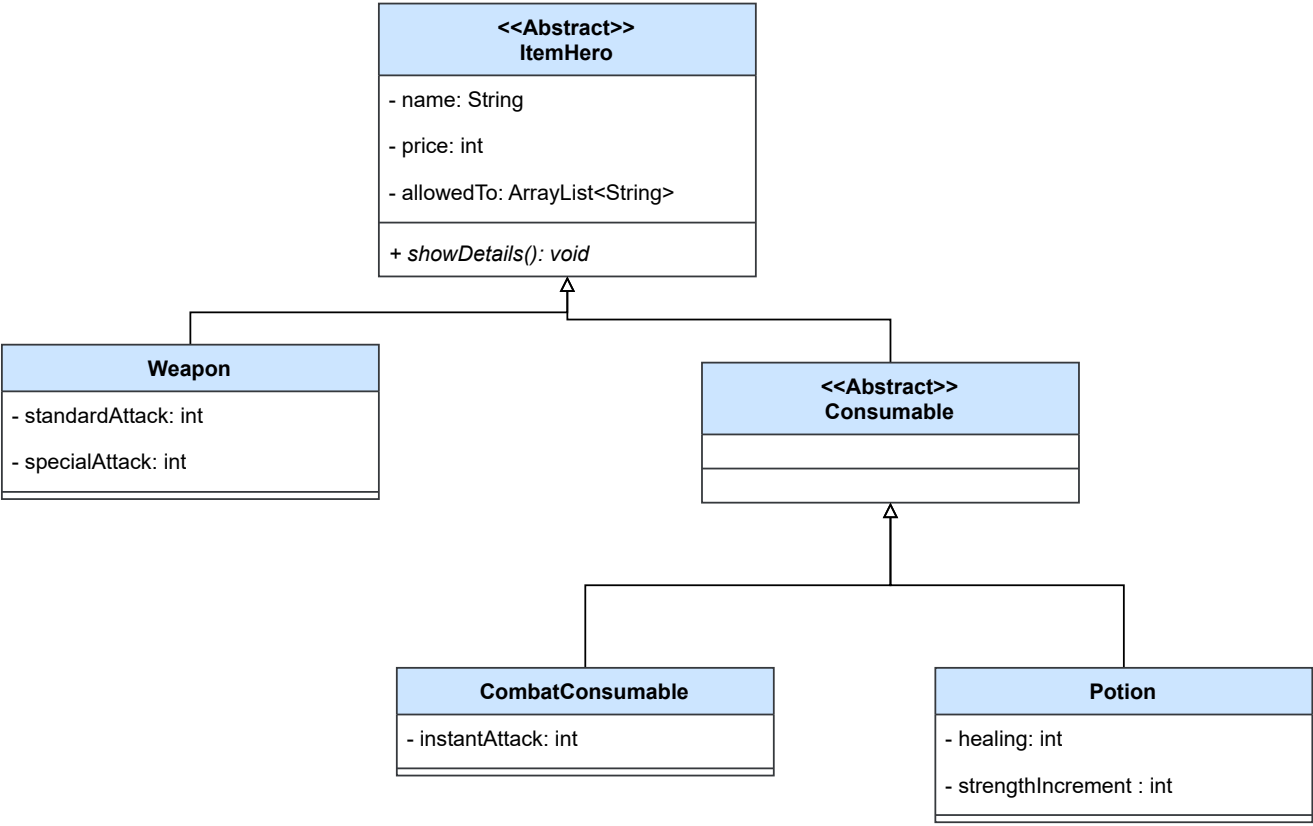 <<Abstract>>
ItemHero
- name: String
- price: int
- allowedTo: ArrayList<String>
+ showDetails(): void
Weapon
- standardAttack: int
- specialAttack: int
<<Abstract>>
Consumable
CombatConsumable
- instantAttack: int
Potion
- healing: int
- strengthIncrement : int